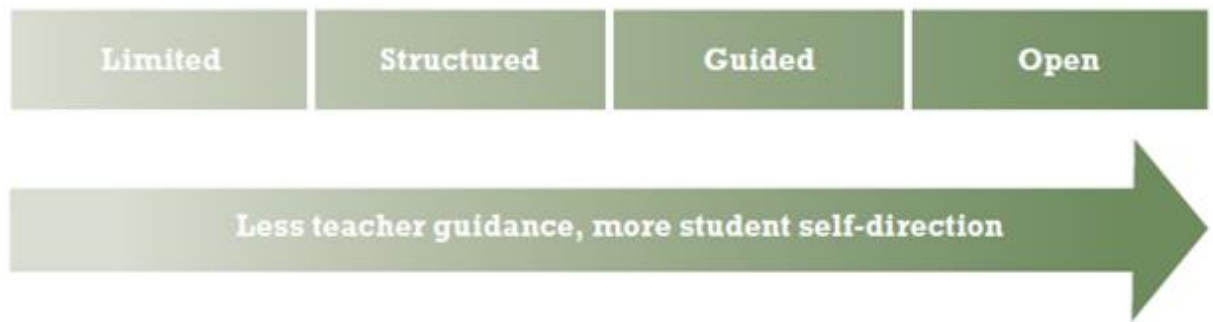 Limited Structured Guided Open
Less teacher guidance, more student self-direction